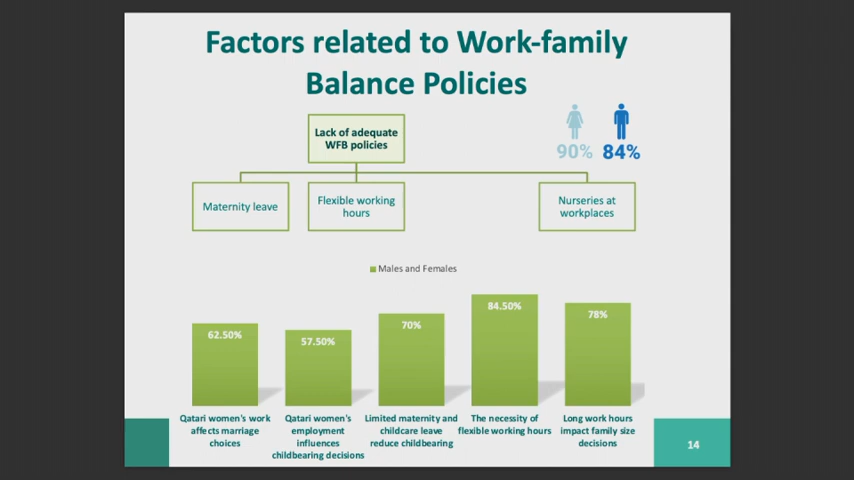 Factors related to Work-family
Balance Policies
Lack of adequate
WFB policies
90% 84%
Maternity leave
Flexible working
hours
Nurseries at
workplaces
Males and Females
62.50%
57.50%
70%
84.50%
78%
Qatari women's work
affects marriage
choices
Qatari women's
employment
influences
childbearing decisions
Limited maternity and
childcare leave
reduce childbearing
The necessity of
flexible working hours
Long work hours
impact family size
decisions
14